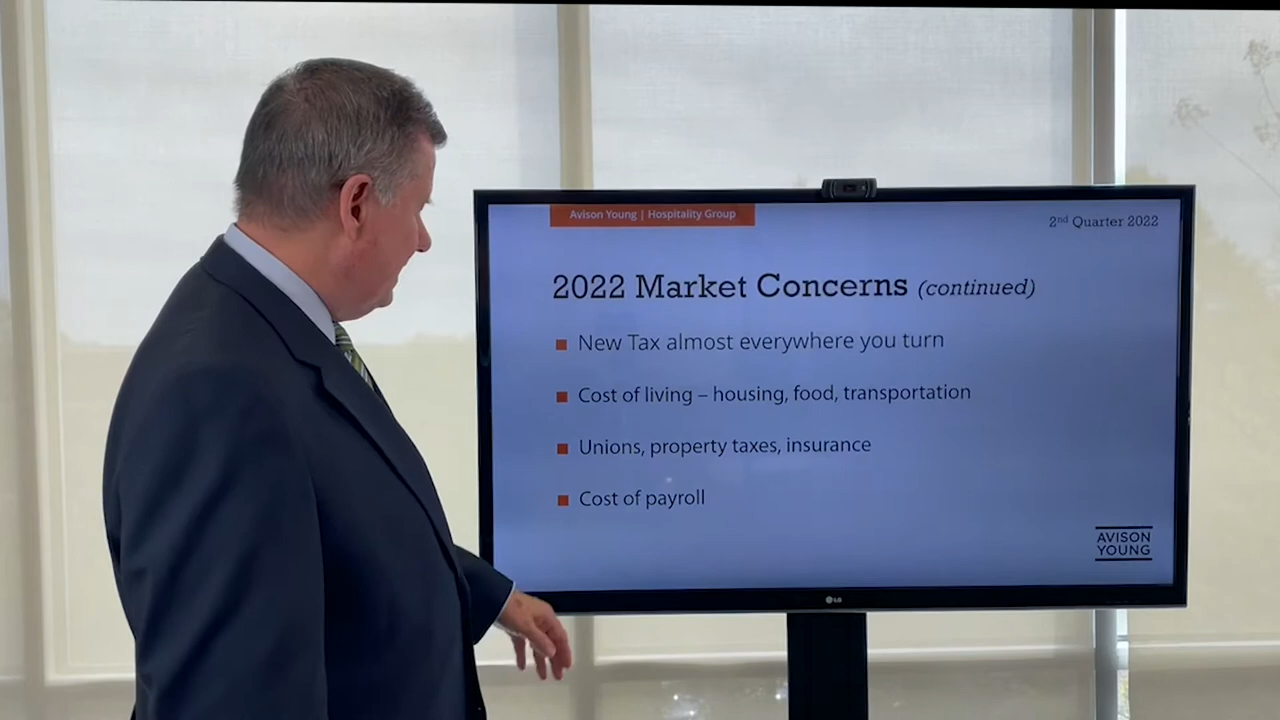 Avison Young | Hospitality Group
2nd Quarter 2022
2022 Market Concerns (continued)
New Tax almost everywhere you turn
Cost of living – housing, food, transportation
Unions, property taxes, insurance
Cost of payroll
AVISON
YOUNG
LG